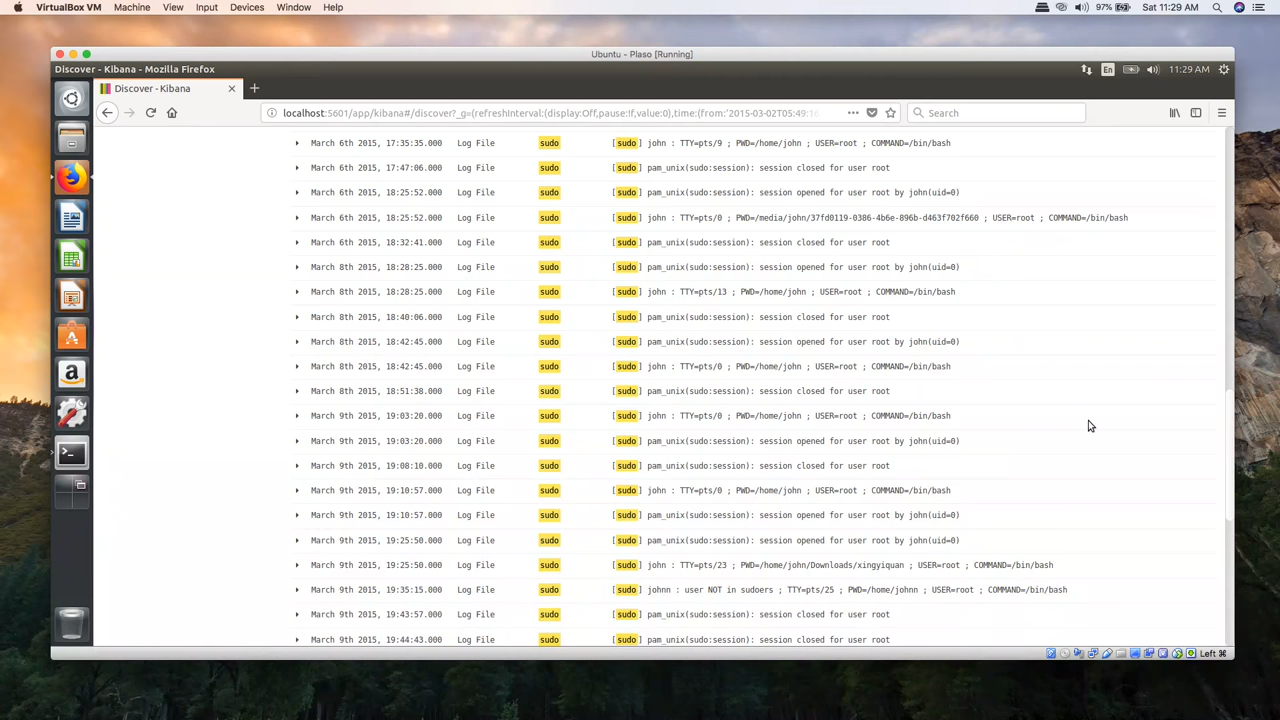 VirtualBox VM Machine View Input Devices Window Help 97% Sat 11:29 AM
Ubuntu - Plaso [Running]
Discover - Kibana - Mozilla Firefox En 11:29 AM
Discover - Kibana
localhost:5601/app/kibana#/discover?_g=(refreshInterval:(display:Off,pause:!f,value:0),time:(from:'2015-03-02T05:49:16 Search
March 6th 2015, 17:35:35.000 Log File sudo [sudo] john : TTY=pts/9 ; PWD=/home/john ; USER=root ; COMMAND=/bin/bash
March 6th 2015, 17:47:06.000 Log File sudo [sudo] pam_unix(sudo:session): session closed for user root
March 6th 2015, 18:25:52.000 Log File sudo [sudo] pam_unix(sudo:session): session opened for user root by john(uid=0)
March 6th 2015, 18:25:52.000 Log File sudo [sudo] john : TTY=pts/0 ; PWD=/media/john/37fd0119-0386-4b6e-896b-d463f702f660 ; USER=root ; COMMAND=/bin/bash
March 6th 2015, 18:32:41.000 Log File sudo [sudo] pam_unix(sudo:session): session closed for user root
March 8th 2015, 18:28:25.000 Log File sudo [sudo] pam_unix(sudo:session): session opened for user root by john(uid=0)
March 8th 2015, 18:28:25.000 Log File sudo [sudo] john : TTY=pts/13 ; PWD=/home/john ; USER=root ; COMMAND=/bin/bash
March 8th 2015, 18:40:06.000 Log File sudo [sudo] pam_unix(sudo:session): session closed for user root
March 8th 2015, 18:42:45.000 Log File sudo [sudo] pam_unix(sudo:session): session opened for user root by john(uid=0)
March 8th 2015, 18:42:45.000 Log File sudo [sudo] john : TTY=pts/0 ; PWD=/home/john ; USER=root ; COMMAND=/bin/bash
March 8th 2015, 18:51:38.000 Log File sudo [sudo] pam_unix(sudo:session): session closed for user root
March 9th 2015, 19:03:20.000 Log File sudo [sudo] john : TTY=pts/0 ; PWD=/home/john ; USER=root ; COMMAND=/bin/bash
March 9th 2015, 19:03:20.000 Log File sudo [sudo] pam_unix(sudo:session): session opened for user root by john(uid=0)
March 9th 2015, 19:08:10.000 Log File sudo [sudo] pam_unix(sudo:session): session closed for user root
March 9th 2015, 19:10:57.000 Log File sudo [sudo] john : TTY=pts/0 ; PWD=/home/john ; USER=root ; COMMAND=/bin/bash
March 9th 2015, 19:10:57.000 Log File sudo [sudo] pam_unix(sudo:session): session opened for user root by john(uid=0)
March 9th 2015, 19:25:50.000 Log File sudo [sudo] pam_unix(sudo:session): session opened for user root by john(uid=0)
March 9th 2015, 19:25:50.000 Log File sudo [sudo] john : TTY=pts/23 ; PWD=/home/john/Downloads/xingyiquan ; USER=root ; COMMAND=/bin/bash
March 9th 2015, 19:35:15.000 Log File sudo [sudo] johnn : user NOT in sudoers ; TTY=pts/25 ; PWD=/home/johnn ; USER=root ; COMMAND=/bin/bash
March 9th 2015, 19:43:57.000 Log File sudo [sudo] pam_unix(sudo:session): session closed for user root
March 9th 2015, 19:44:43.000 Log File sudo [sudo] pam_unix(sudo:session): session closed for user root
Left ⌘